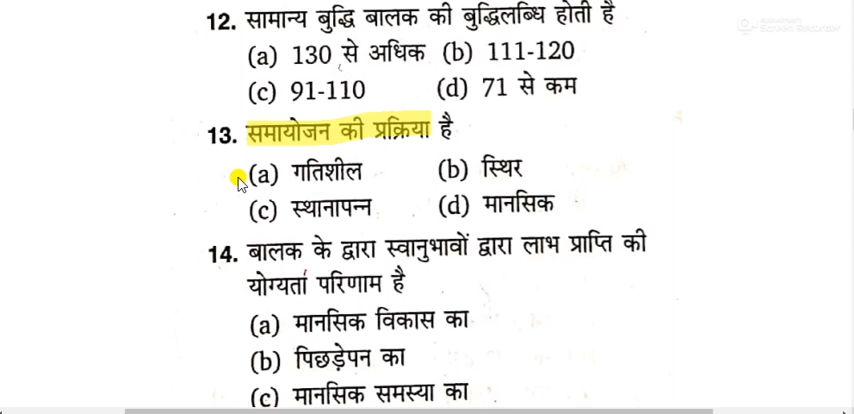 12. सामान्य बुद्धि बालक की बुद्धिलब्धि होती है
(a) 130 से अधिक (b) 111-120
(c) 91-110 (d) 71 से कम
13. समायोजन की प्रक्रिया है
(a) गतिशील (b) स्थिर
(c) स्थानापन्न (d) मानसिक
14. बालक के द्वारा स्वानुभावों द्वारा लाभ प्राप्ति की
योग्यता परिणाम है
(a) मानसिक विकास का
(b) पिछड़ेपन का
(c) मानसिक समस्या का